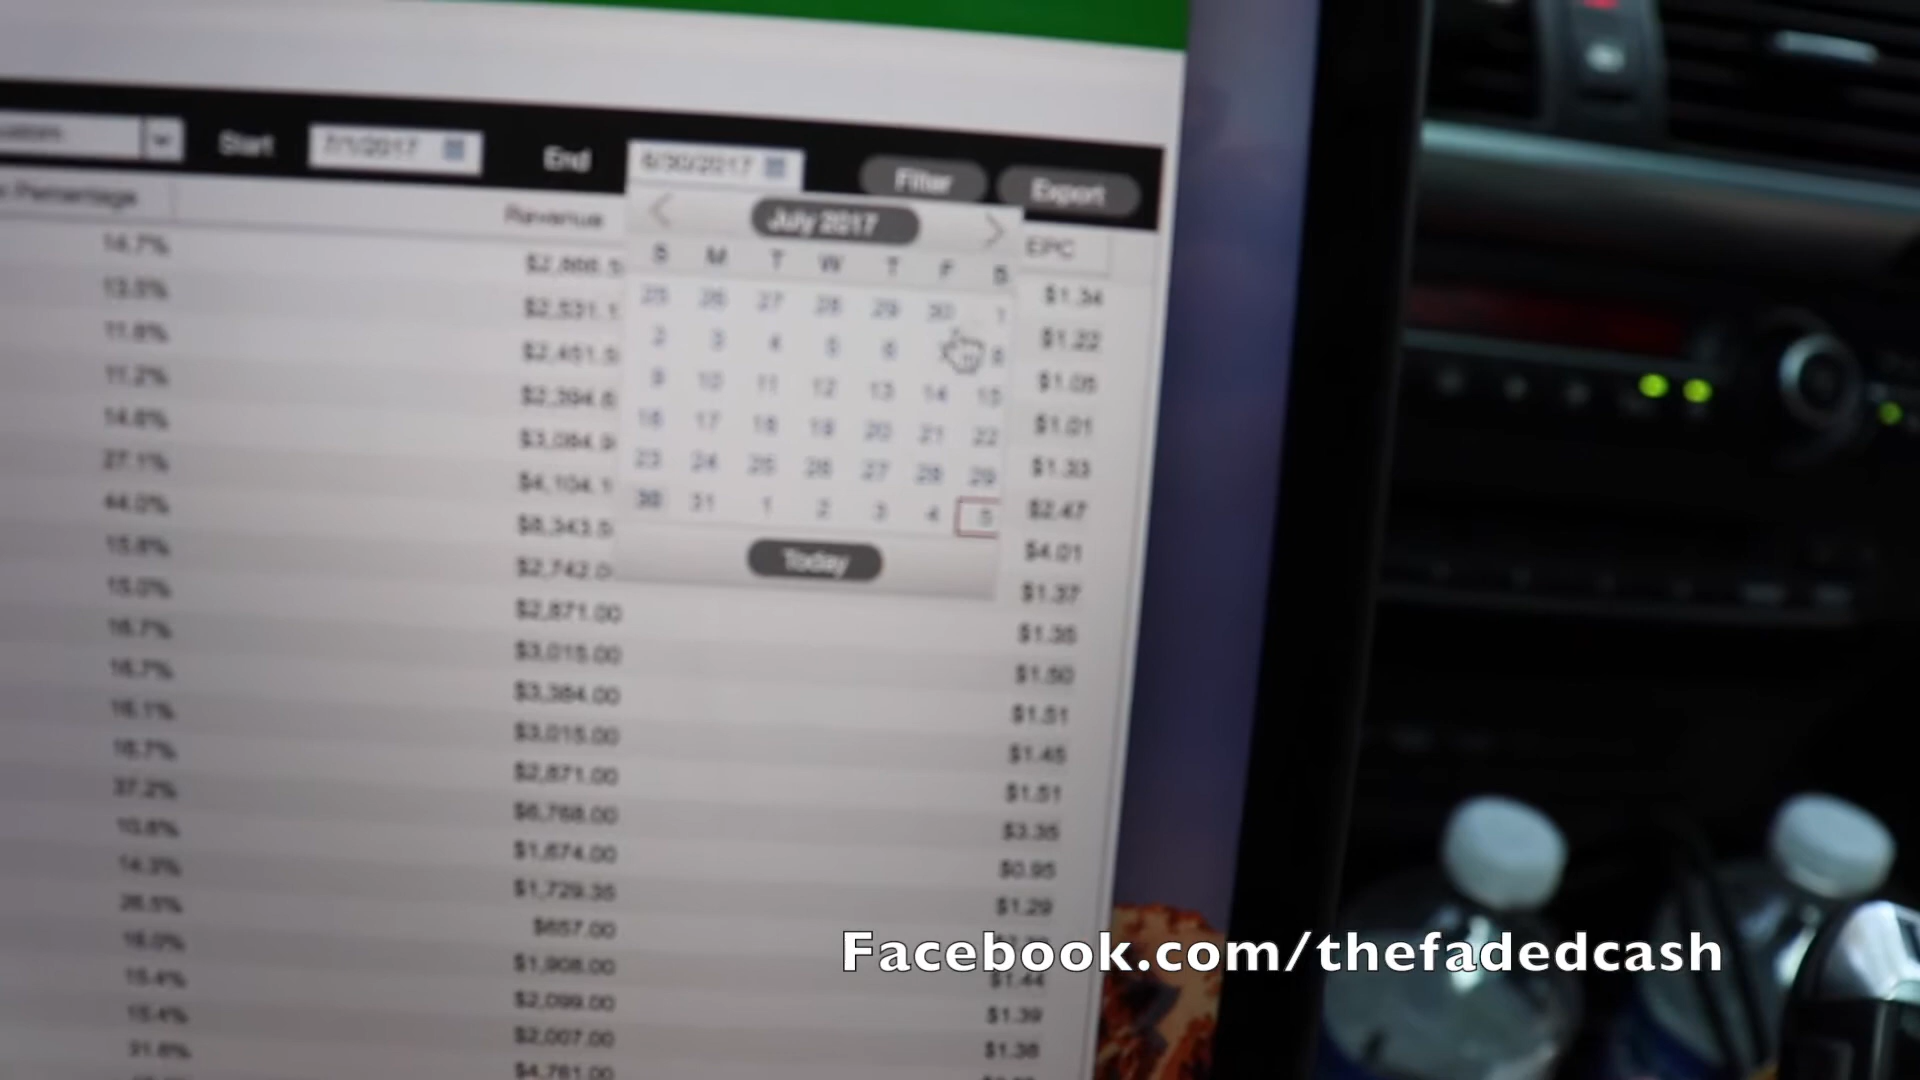 Start 7/1/2017 End 6/30/2017 Filter Export
Percentage Revenue EPC
July 2017
S M T W T F S
25 26 27 28 29 30 1
2 3 4 5 6 8
9 10 11 12 13 14 15
16 17 18 19 20 21 22
23 24 25 26 27 28 29
30 31 1 2 3 4 5
Today
14.7% $1.34
13.5% $1.22
11.8% $1.05
11.2% $1.01
14.8% $1.33
27.1% $2.47
44.0% $4.01
15.8% $1.37
15.0% $2,871.00 $1.35
16.7% $3,015.00 $1.50
16.7% $3,384.00 $1.51
16.1% $3,015.00 $1.45
16.7% $2,871.00 $1.51
37.2% $6,768.00 $3.35
10.8% $1,674.00 $0.95
14.3% $1,729.35 $1.29
26.5% $657.00
16.0% $1,908.00 $1.44
15.4% $2,099.00 $1.39
15.4% $2,007.00 $1.38
31.8% $4,761.00
Facebook.com/thefadedcash